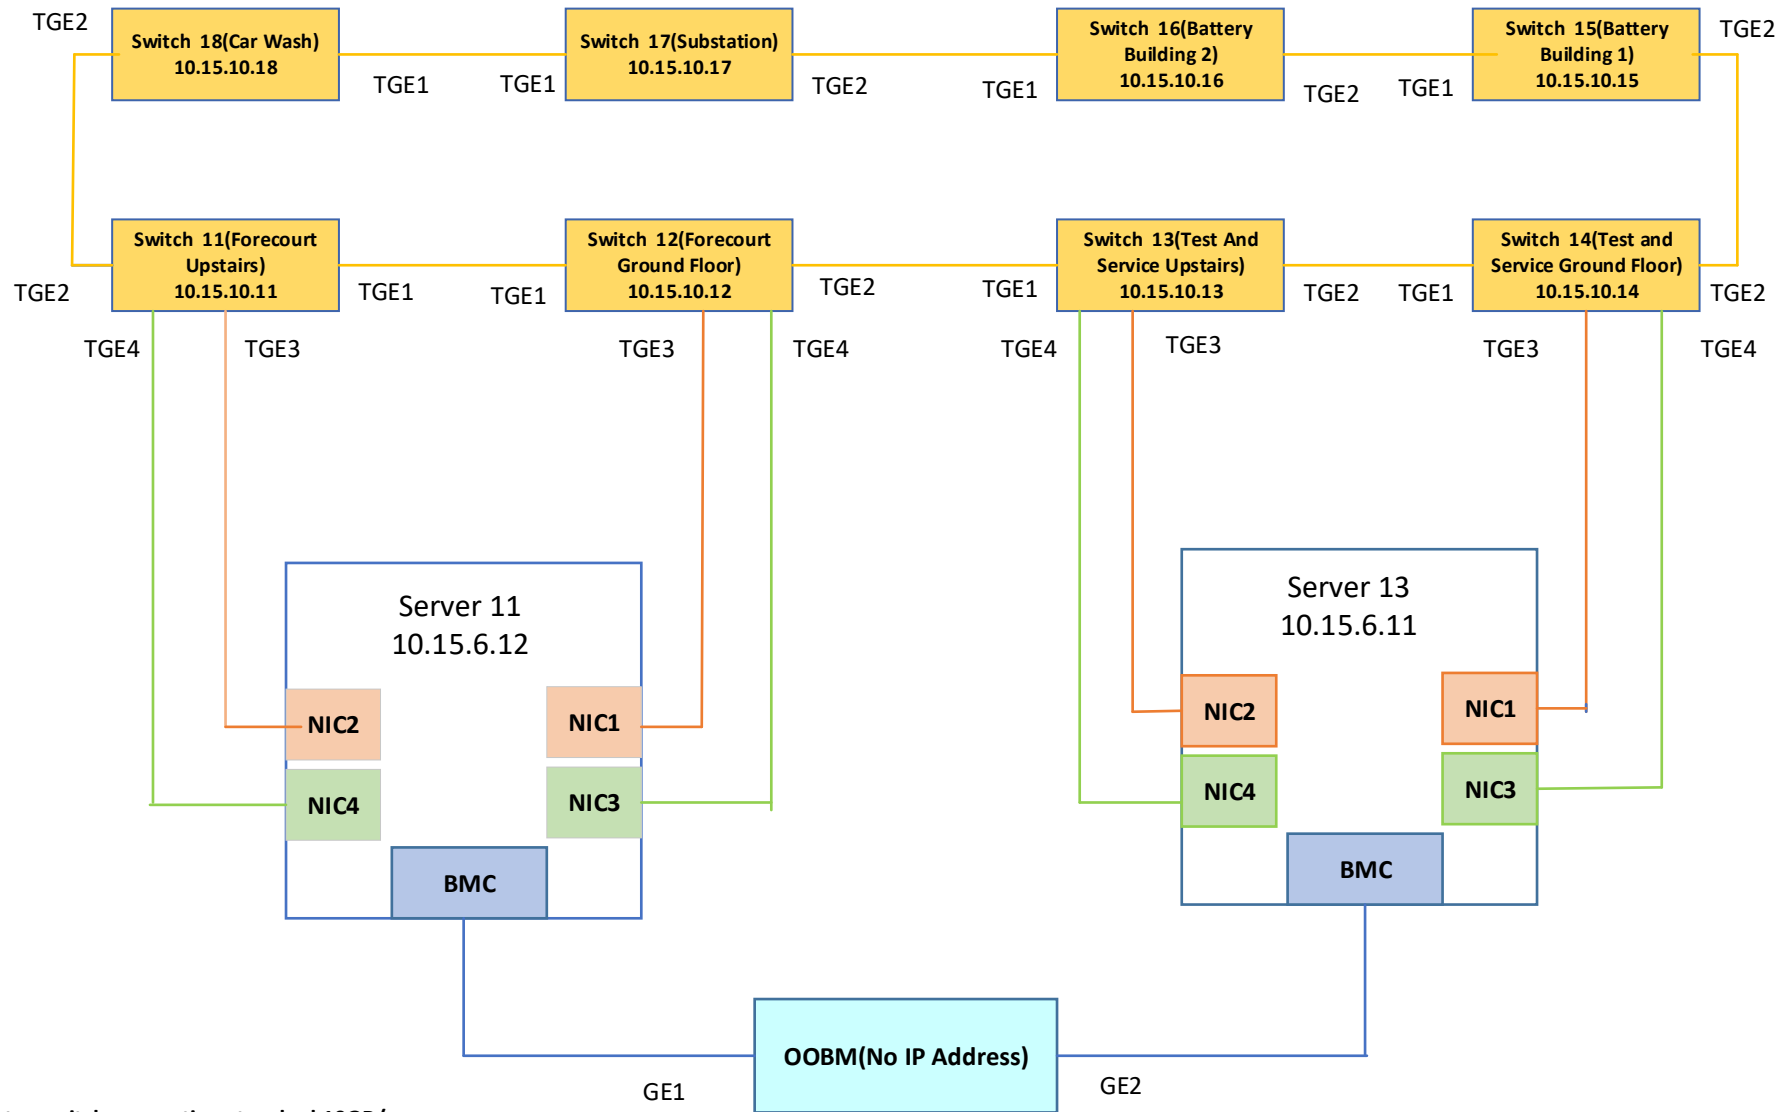 TGE2
Switch 18(Car Wash)
10.15.10.18
TGE1
TGE1
Switch 17(Substation)
10.15.10.17
TGE2
TGE1
Switch 16(Battery
Building 2)
10.15.10.16
TGE2
TGE1
Switch 15(Battery
Building 1)
10.15.10.15
TGE2
TGE2
Switch 11(Forecourt
Upstairs)
10.15.10.11
TGE1
TGE1
Switch 12(Forecourt
Ground Floor)
10.15.10.12
TGE2
TGE1
Switch 13(Test And
Service Upstairs)
10.15.10.13
TGE2
TGE1
Switch 14(Test and
Service Ground Floor)
10.15.10.14
TGE2
TGE4
TGE3
TGE3
TGE4
TGE4
TGE3
TGE3
TGE4
Server 11
10.15.6.12
NIC2
NIC1
NIC4
NIC3
BMC
Server 13
10.15.6.11
NIC2
NIC1
NIC4
NIC3
BMC
OOBM(No IP Address)
GE1
GE2